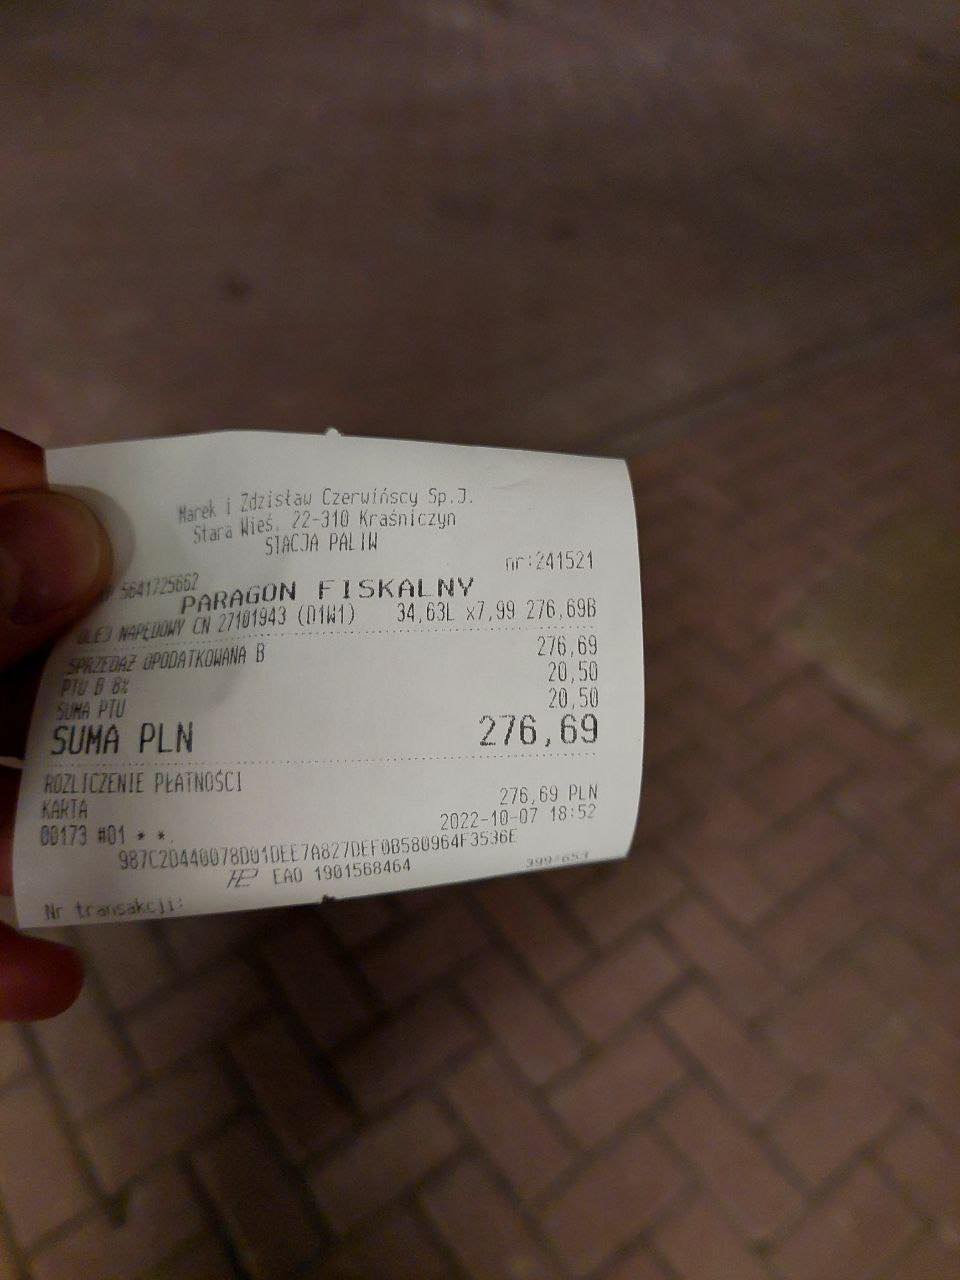 Marek i Zdzisław Czerwińscy Sp.J.
Stara Wieś, 22-310 Kraśniczyn
STACJA PALIW
nr:241521
5641725662
PARAGON FISKALNY
OLEJ NAPĘDOWY CN 27101943 (D1W1) 34,63L x7,99 276,69B
SPRZEDAŻ OPODATKOWANA B 276,69
PTU B 8% 20,50
SUMA PTU 20,50
SUMA PLN 276,69
ROZLICZENIE PŁATNOŚCI
KARTA 276,69 PLN
00173 #01 * *. 2022-10-07 18:52
987C2D440078D01DEE7A827DEF0B580964F3536E
EAO 1901568464
Nr transakcji: